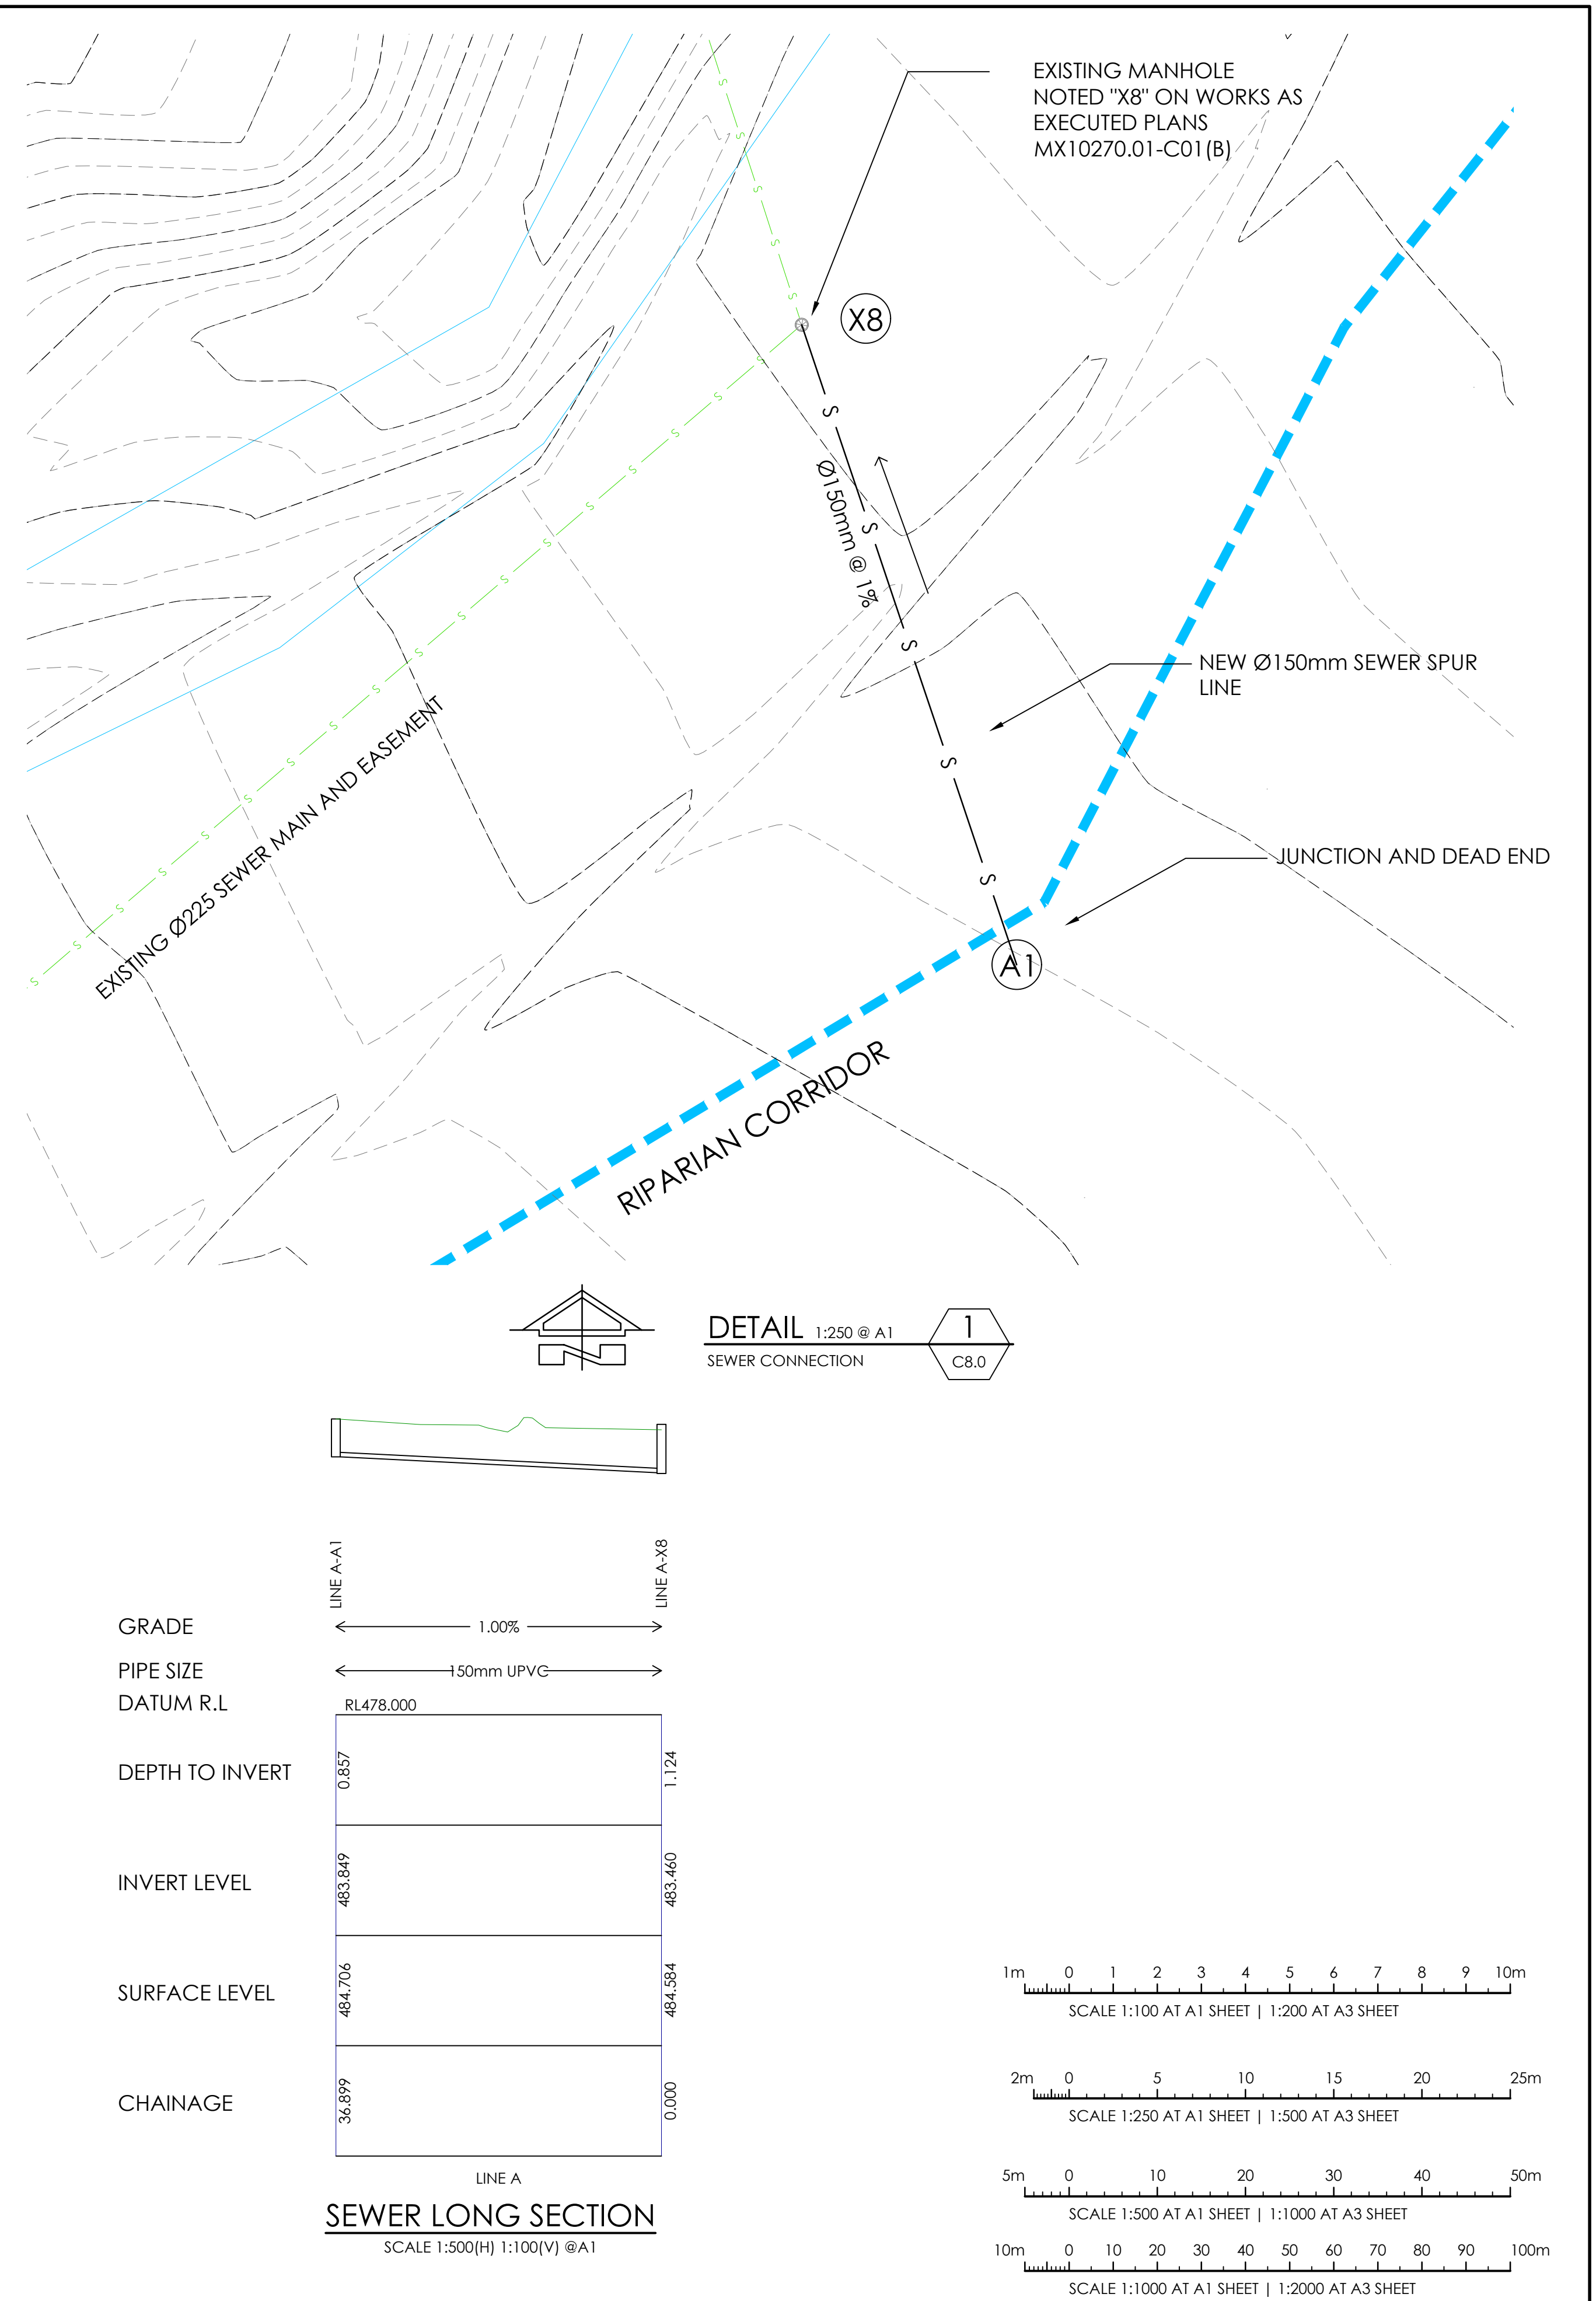 EXISTING MANHOLE
NOTED "X8" ON WORKS AS
EXECUTED PLANS
MX10270.01-C01(B)
X8
Ø150mm @ 1%
S S S S S
NEW Ø150mm SEWER SPUR
LINE
EXISTING Ø225 SEWER MAIN AND EASEMENT
S S S S S S S S S S S S S S S S S S
S S S S S
JUNCTION AND DEAD END
A1
RIPARIAN CORRIDOR
N
DETAIL 1:250 @ A1
SEWER CONNECTION
1
C8.0
LINE A-A1
LINE A-X8
GRADE 1.00%
PIPE SIZE 150mm UPVC
DATUM R.L RL478.000
DEPTH TO INVERT 0.857 1.124
INVERT LEVEL 483.849 483.460
SURFACE LEVEL 484.706 484.584
CHAINAGE 36.899 0.000
LINE A
SEWER LONG SECTION
SCALE 1:500(H) 1:100(V) @A1
1m 0 1 2 3 4 5 6 7 8 9 10m
SCALE 1:100 AT A1 SHEET | 1:200 AT A3 SHEET
2m 0 5 10 15 20 25m
SCALE 1:250 AT A1 SHEET | 1:500 AT A3 SHEET
5m 0 10 20 30 40 50m
SCALE 1:500 AT A1 SHEET | 1:1000 AT A3 SHEET
10m 0 10 20 30 40 50 60 70 80 90 100m
SCALE 1:1000 AT A1 SHEET | 1:2000 AT A3 SHEET